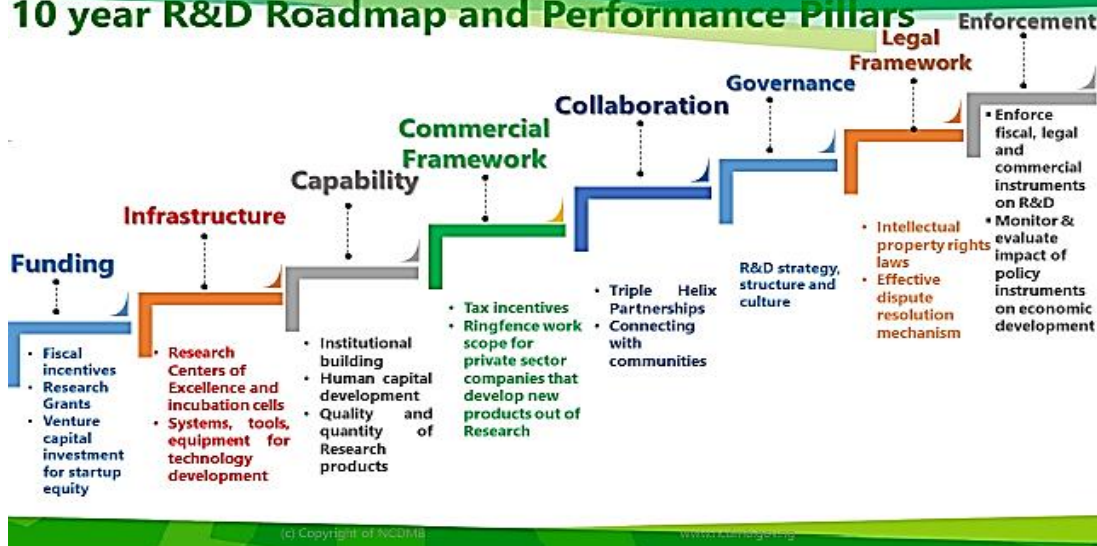 10 year R&D Roadmap and Performance Pillars
Funding
• Fiscal
incentives
• Research
Grants
• Venture
capital
investment
for startup
equity
Infrastructure
• Research
Centers of
Excellence and
incubation cells
• Systems, tools,
equipment for
technology
development
Capability
• Institutional
building
• Human capital
development
• Quality and
quantity of
Research
products
Commercial
Framework
• Tax incentives
• Ringfence work
scope for
private sector
companies that
develop new
products out of
Research
Collaboration
• Triple Helix
Partnerships
• Connecting
with
communities
Governance
R&D strategy,
structure and
culture
Legal
Framework
• Intellectual
property rights
laws
• Effective
dispute
resolution
mechanism
Enforcement
▪ Enforce
fiscal, legal
and
commercial
instruments
on R&D
▪ Monitor &
evaluate
impact of
policy
instruments
on economic
development
(c) Copyright of NCDMB